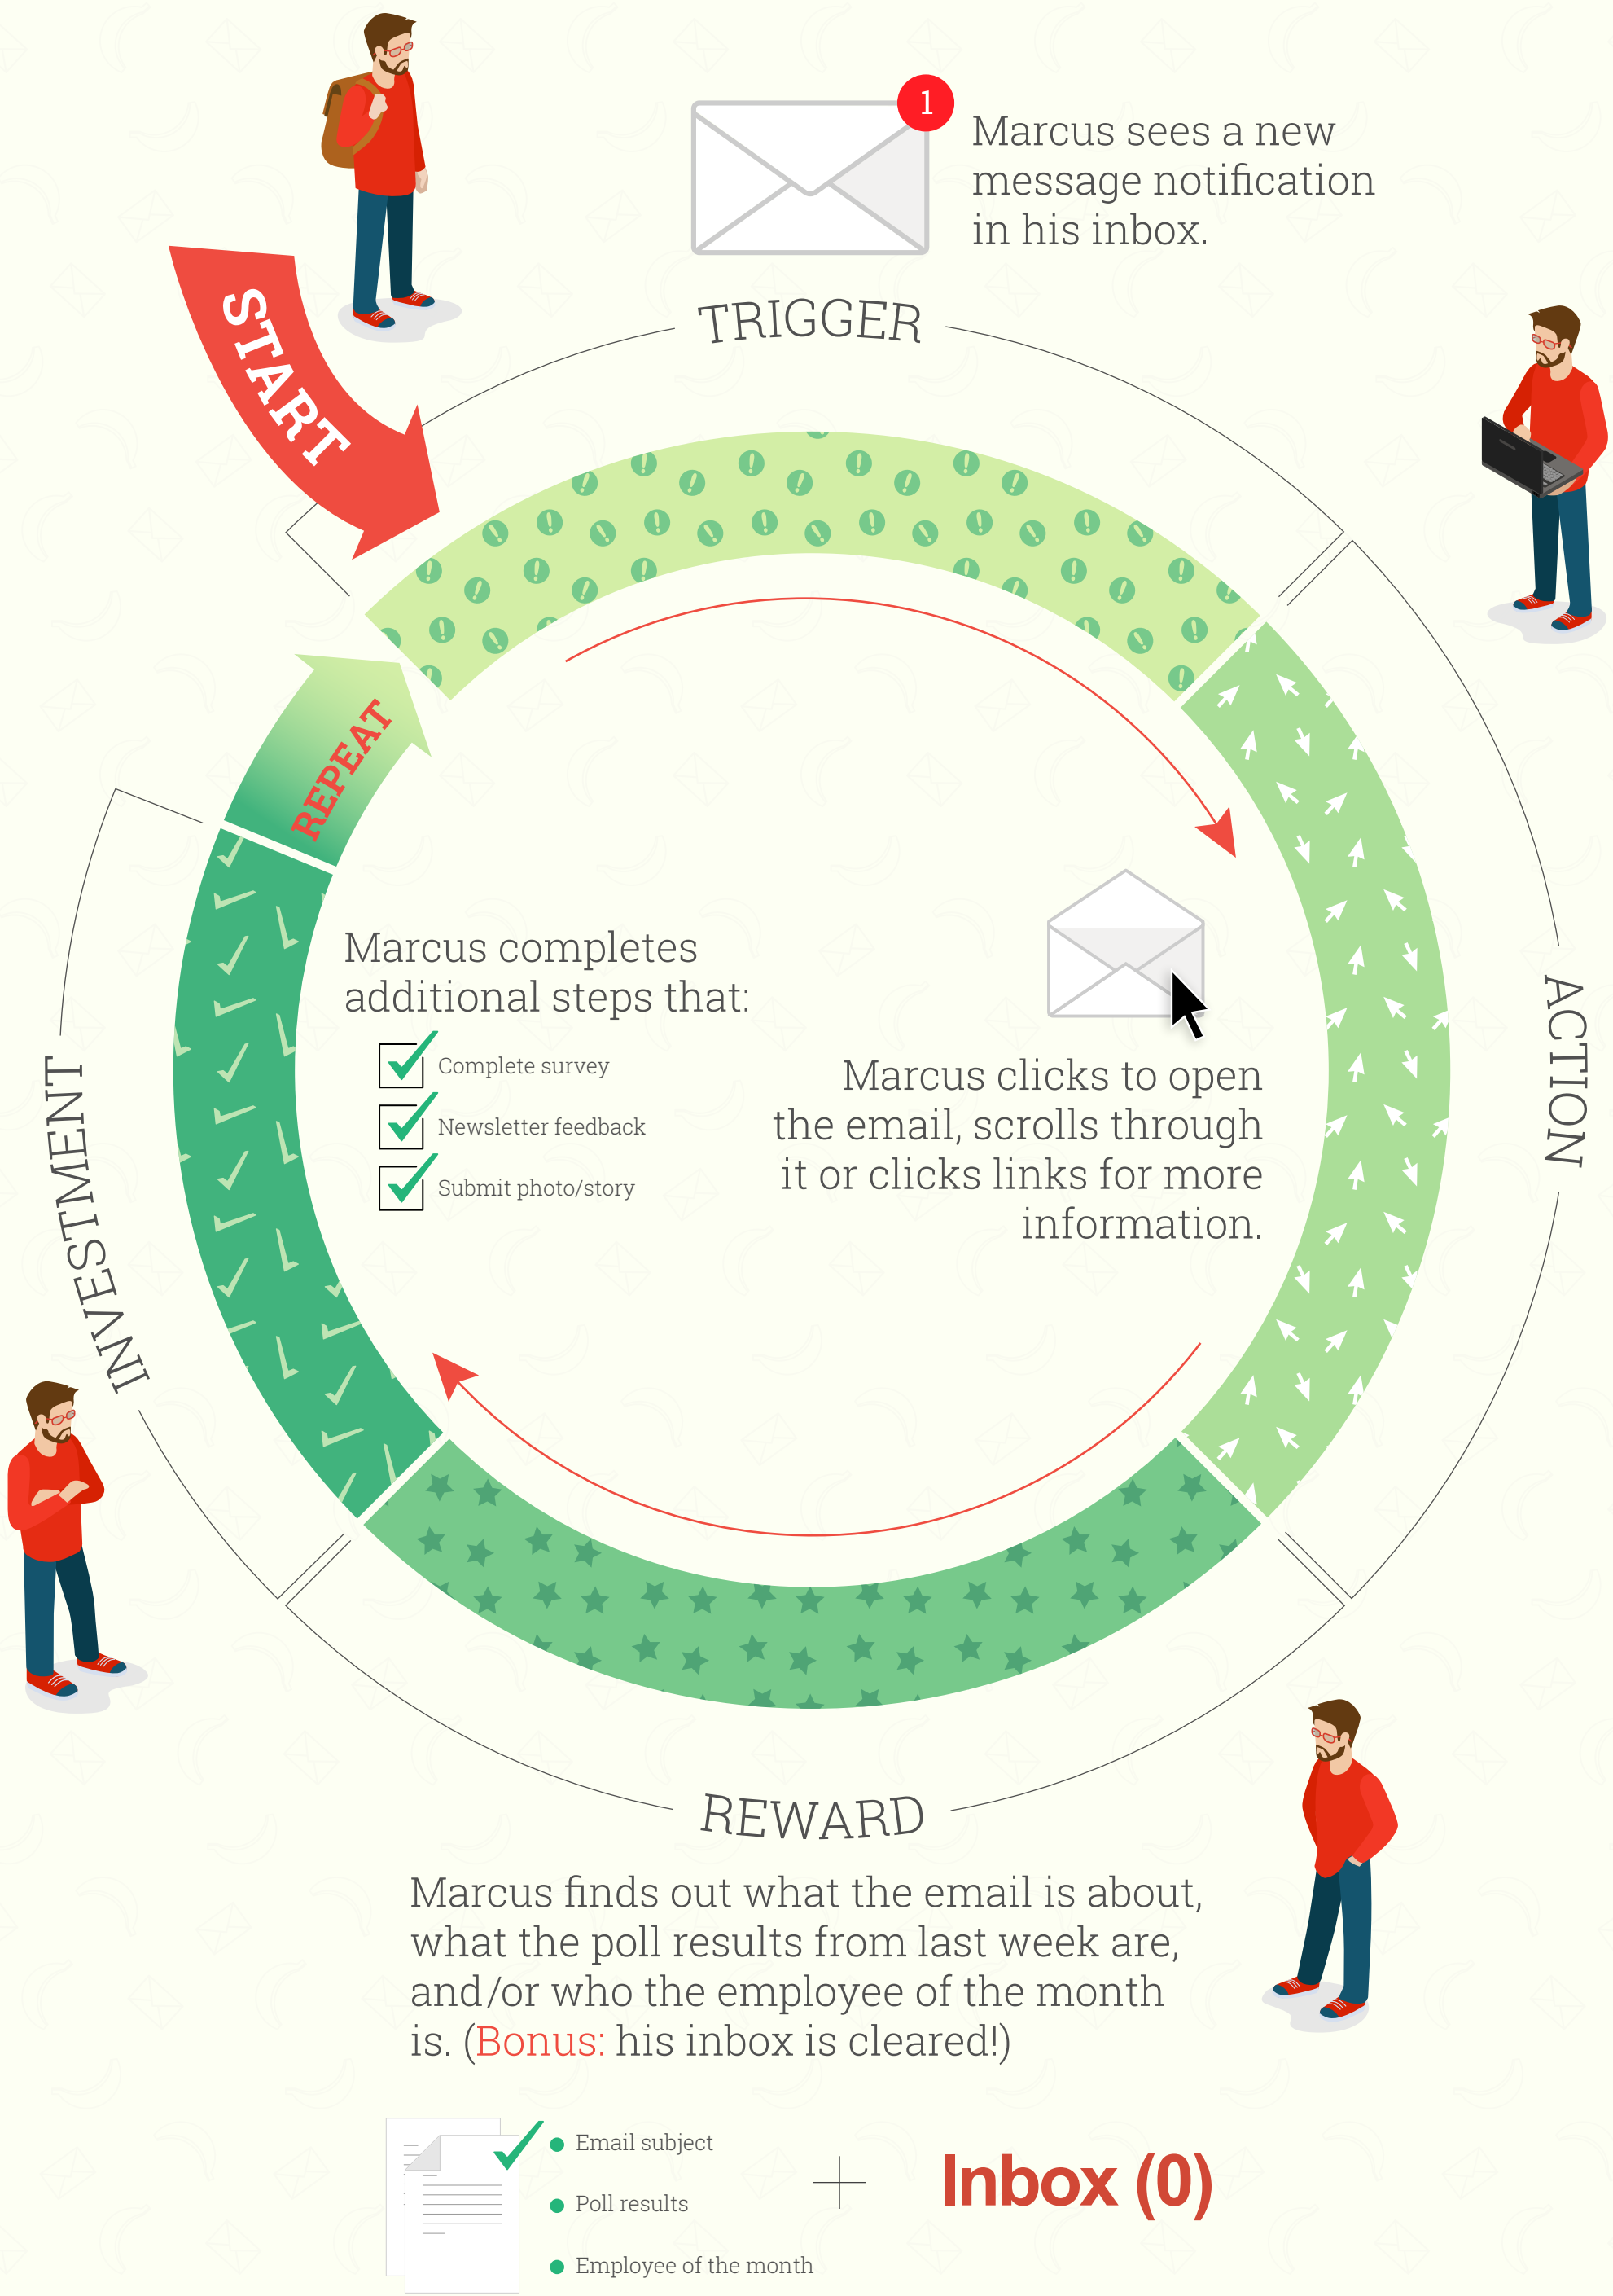 1
Marcus sees a new
message notification
in his inbox.
START
TRIGGER
REPEAT
ACTION
Marcus clicks to open
the email, scrolls through
it or clicks links for more
information.
Marcus completes
additional steps that:
Complete survey
Newsletter feedback
Submit photo/story
INVESTMENT
REWARD
Marcus finds out what the email is about,
what the poll results from last week are,
and/or who the employee of the month
is. (Bonus: his inbox is cleared!)
Email subject
Poll results
Employee of the month
Inbox (0)